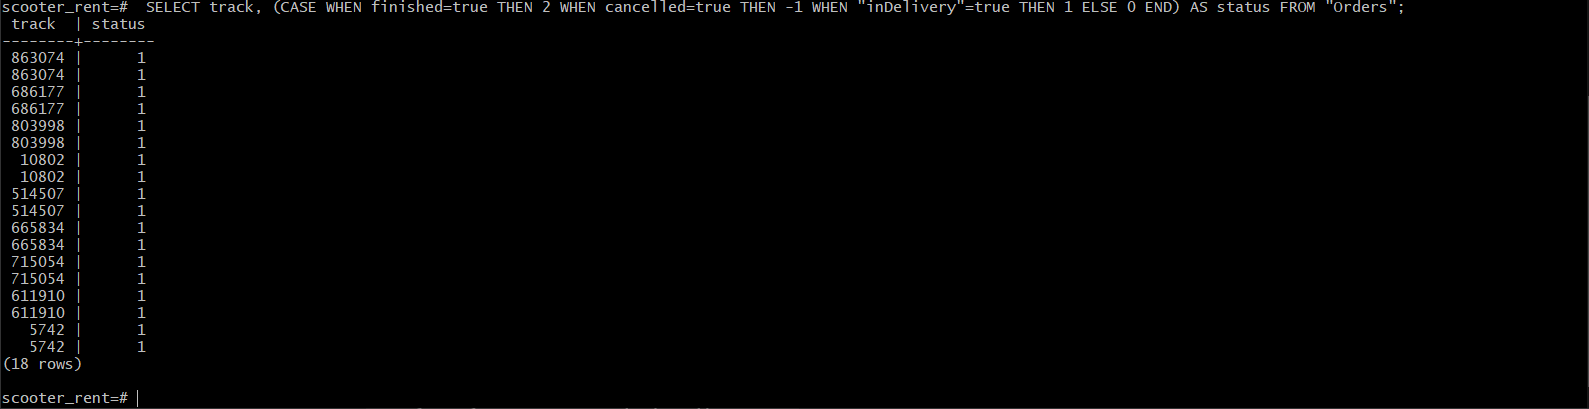 scooter_rent=#  SELECT track, (CASE WHEN finished=true THEN 2 WHEN cancelled=true THEN -1 WHEN "inDelivery"=true THEN 1 ELSE 0 END) AS status FROM "Orders";
 track  | status
--------+--------
 863074 |      1
 863074 |      1
 686177 |      1
 686177 |      1
 803998 |      1
 803998 |      1
  10802 |      1
  10802 |      1
 514507 |      1
 514507 |      1
 665834 |      1
 665834 |      1
 715054 |      1
 715054 |      1
 611910 |      1
 611910 |      1
   5742 |      1
   5742 |      1
(18 rows)
scooter_rent=#